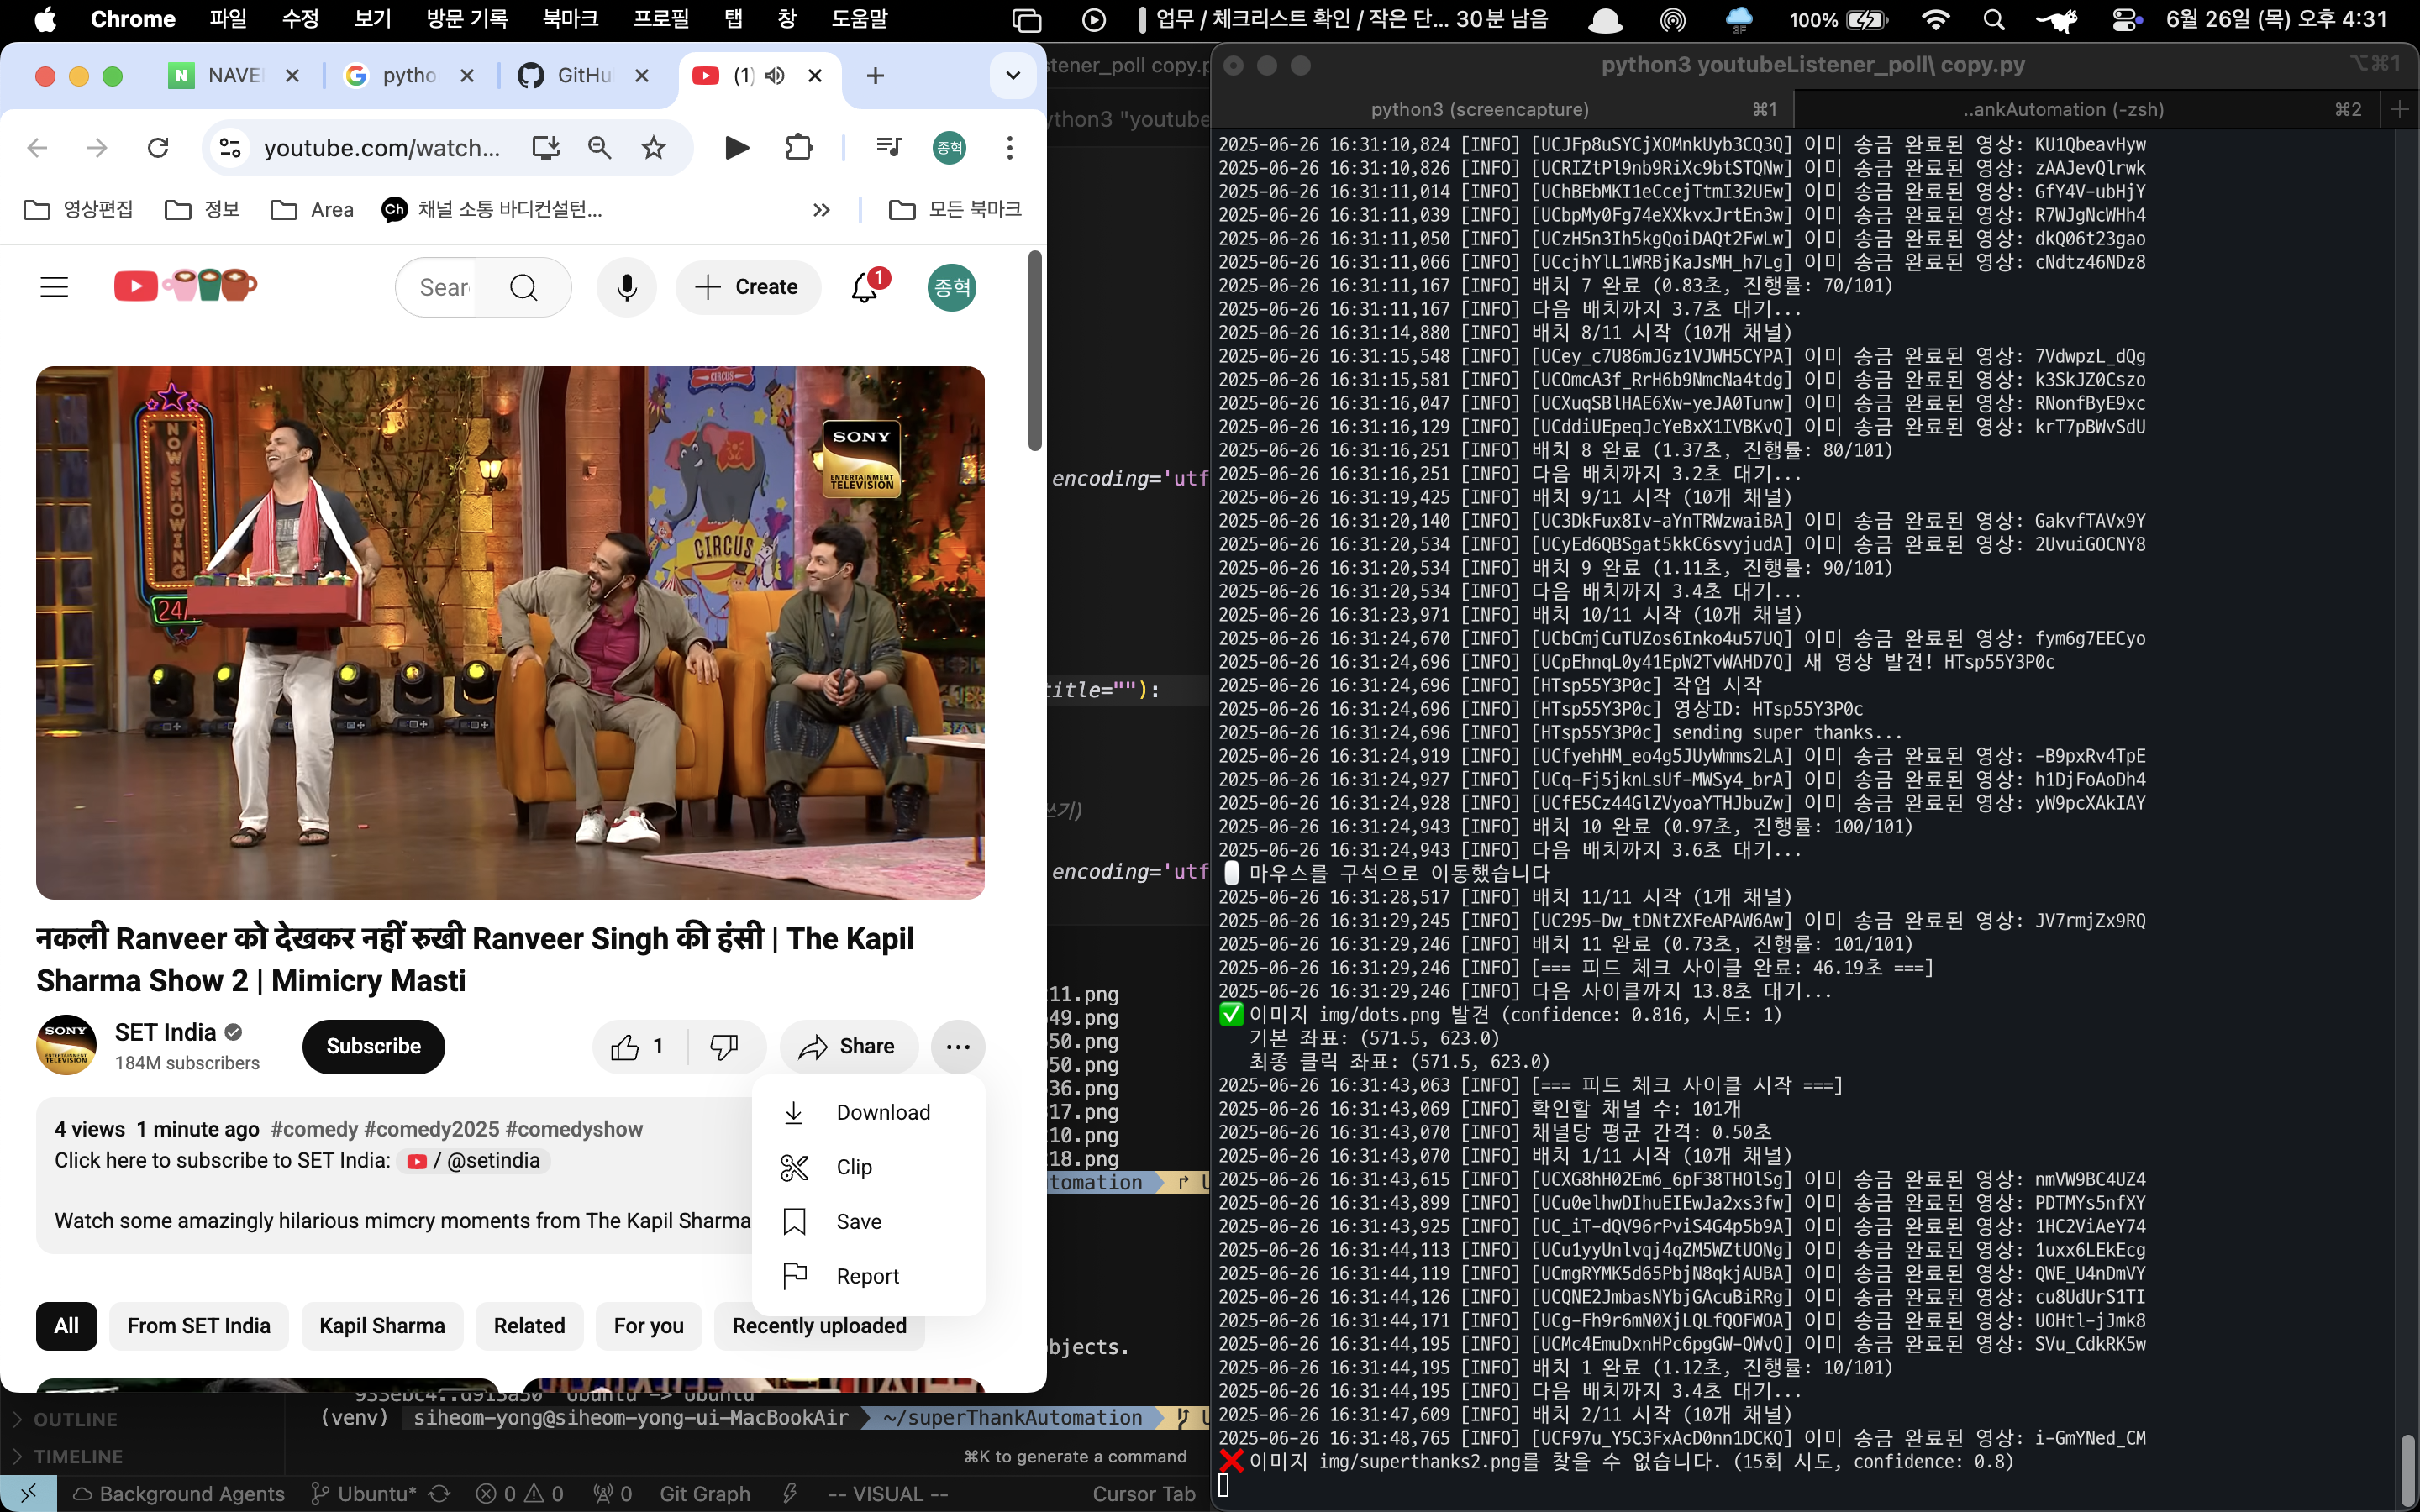 Chrome 파일 수정 보기 방문 기록 북마크 프로필 탭 창 도움말
업무 / 체크리스트 확인 / 작은 단... 30분 남음
100%
6월 26일 (목) 오후 4:31
NAVE
pytho
GitHu
(1)
youtube.com/watch...
종혁
영상편집
정보
Area
채널 소통 바디컨설턴...
모든 북마크
Sear
Create
1
종혁
NOW SHOWING
24
CIRCUS
CIRCUS
SONY
ENTERTAINMENT
TELEVISION
नकली Ranveer को देखकर नहीं रुखी Ranveer Singh की हंसी | The Kapil
Sharma Show 2 | Mimicry Masti
SONY
SET India
184M subscribers
Subscribe
1
Share
Download
Clip
Save
Report
4 views 1 minute ago #comedy #comedy2025 #comedyshow
Click here to subscribe to SET India: / @setindia
Watch some amazingly hilarious mimcry moments from The Kapil Sharma
All
From SET India
Kapil Sharma
Related
For you
Recently uploaded
stener_poll copy.p
ython3 "youtube
encoding='utf
title=""):
쓰기)
encoding='utf
11.png
49.png
50.png
50.png
36.png
17.png
10.png
18.png
tomation
bjects.
933ebc4..d913a50 Ubuntu -> Ubuntu
(venv) siheom-yong@siheom-yong-ui-MacBookAir ~/superThankAutomation
⌘K to generate a command
OUTLINE
TIMELINE
Background Agents
Ubuntu*
0 0
0
Git Graph
-- VISUAL --
Cursor Tab
python3 youtubeListener_poll\ copy.py
⌥⌘1
python3 (screencapture) ⌘1
..ankAutomation (-zsh) ⌘2
2025-06-26 16:31:10,824 [INFO] [UCJFp8uSYCjXOMnkUyb3CQ3Q] 이미 송금 완료된 영상: KU1QbeavHyw
2025-06-26 16:31:10,826 [INFO] [UCRIZtPl9nb9RiXc9btSTQNw] 이미 송금 완료된 영상: zAAJevQlrwk
2025-06-26 16:31:11,014 [INFO] [UChBEbMKI1eCcejTtmI32UEw] 이미 송금 완료된 영상: GfY4V-ubHjY
2025-06-26 16:31:11,039 [INFO] [UCbpMy0Fg74eXXkvxJrtEn3w] 이미 송금 완료된 영상: R7WJgNcWHh4
2025-06-26 16:31:11,050 [INFO] [UCzH5n3Ih5kgQoiDAQt2FwLw] 이미 송금 완료된 영상: dkQ06t23gao
2025-06-26 16:31:11,066 [INFO] [UCcjhYlL1WRBjKaJsMH_h7Lg] 이미 송금 완료된 영상: cNdtz46NDz8
2025-06-26 16:31:11,167 [INFO] 배치 7 완료 (0.83초, 진행률: 70/101)
2025-06-26 16:31:11,167 [INFO] 다음 배치까지 3.7초 대기...
2025-06-26 16:31:14,880 [INFO] 배치 8/11 시작 (10개 채널)
2025-06-26 16:31:15,548 [INFO] [UCey_c7U86mJGz1VJWH5CYPA] 이미 송금 완료된 영상: 7VdwpzL_dQg
2025-06-26 16:31:15,581 [INFO] [UCOmcA3f_RrH6b9NmcNa4tdg] 이미 송금 완료된 영상: k3SkJZ0Cszo
2025-06-26 16:31:16,047 [INFO] [UCXuqSBlHAE6Xw-yeJA0Tunw] 이미 송금 완료된 영상: RNonfByE9xc
2025-06-26 16:31:16,129 [INFO] [UCddiUEpeqJcYeBxX1IVBKvQ] 이미 송금 완료된 영상: krT7pBWvSdU
2025-06-26 16:31:16,251 [INFO] 배치 8 완료 (1.37초, 진행률: 80/101)
2025-06-26 16:31:16,251 [INFO] 다음 배치까지 3.2초 대기...
2025-06-26 16:31:19,425 [INFO] 배치 9/11 시작 (10개 채널)
2025-06-26 16:31:20,140 [INFO] [UC3DkFux8Iv-aYnTRWzwaiBA] 이미 송금 완료된 영상: GakvfTAVx9Y
2025-06-26 16:31:20,534 [INFO] [UCyEd6QBSgat5kkC6svyjudA] 이미 송금 완료된 영상: 2UvuiGOCNY8
2025-06-26 16:31:20,534 [INFO] 배치 9 완료 (1.11초, 진행률: 90/101)
2025-06-26 16:31:20,534 [INFO] 다음 배치까지 3.4초 대기...
2025-06-26 16:31:23,971 [INFO] 배치 10/11 시작 (10개 채널)
2025-06-26 16:31:24,670 [INFO] [UCbCmjCuTUZos6Inko4u57UQ] 이미 송금 완료된 영상: fym6g7EECyo
2025-06-26 16:31:24,696 [INFO] [UCpEhnqL0y41EpW2TvWAHD7Q] 새 영상 발견! HTsp55Y3P0c
2025-06-26 16:31:24,696 [INFO] [HTsp55Y3P0c] 작업 시작
2025-06-26 16:31:24,696 [INFO] [HTsp55Y3P0c] 영상ID: HTsp55Y3P0c
2025-06-26 16:31:24,696 [INFO] [HTsp55Y3P0c] sending super thanks...
2025-06-26 16:31:24,919 [INFO] [UCfyehHM_eo4g5JUyWmms2LA] 이미 송금 완료된 영상: -B9pxRv4TpE
2025-06-26 16:31:24,927 [INFO] [UCq-Fj5jknLsUf-MWSy4_brA] 이미 송금 완료된 영상: h1DjFoAoDh4
2025-06-26 16:31:24,928 [INFO] [UCfE5Cz44GlZVyoaYTHJbuZw] 이미 송금 완료된 영상: yW9pcXAkIAY
2025-06-26 16:31:24,943 [INFO] 배치 10 완료 (0.97초, 진행률: 100/101)
2025-06-26 16:31:24,943 [INFO] 다음 배치까지 3.6초 대기...
마우스를 구석으로 이동했습니다
2025-06-26 16:31:28,517 [INFO] 배치 11/11 시작 (1개 채널)
2025-06-26 16:31:29,245 [INFO] [UC295-Dw_tDNtZXFeAPAW6Aw] 이미 송금 완료된 영상: JV7rmjZx9RQ
2025-06-26 16:31:29,246 [INFO] 배치 11 완료 (0.73초, 진행률: 101/101)
2025-06-26 16:31:29,246 [INFO] [=== 피드 체크 사이클 완료: 46.19초 ===]
2025-06-26 16:31:29,246 [INFO] 다음 사이클까지 13.8초 대기...
✅ 이미지 img/dots.png 발견 (confidence: 0.816, 시도: 1)
기본 좌표: (571.5, 623.0)
최종 클릭 좌표: (571.5, 623.0)
2025-06-26 16:31:43,063 [INFO] [=== 피드 체크 사이클 시작 ===]
2025-06-26 16:31:43,069 [INFO] 확인할 채널 수: 101개
2025-06-26 16:31:43,070 [INFO] 채널당 평균 간격: 0.50초
2025-06-26 16:31:43,070 [INFO] 배치 1/11 시작 (10개 채널)
2025-06-26 16:31:43,615 [INFO] [UCXG8hH02Em6_6pF38THOlSg] 이미 송금 완료된 영상: nmVW9BC4UZ4
2025-06-26 16:31:43,899 [INFO] [UCu0elhwDIhuEIEwJa2xs3fw] 이미 송금 완료된 영상: PDTMYs5nfXY
2025-06-26 16:31:43,925 [INFO] [UC_iT-dQV96rPviS4G4p5b9A] 이미 송금 완료된 영상: 1HC2ViAeY74
2025-06-26 16:31:44,113 [INFO] [UCu1yyUnlvqj4qZM5WZtUONg] 이미 송금 완료된 영상: 1uxx6LEkEcg
2025-06-26 16:31:44,119 [INFO] [UCmgRYMK5d65PbjN8qkjAUBA] 이미 송금 완료된 영상: QWE_U4nDmVY
2025-06-26 16:31:44,126 [INFO] [UCQNE2JmbasNYbjGAcuBiRRg] 이미 송금 완료된 영상: cu8UdUrS1TI
2025-06-26 16:31:44,171 [INFO] [UCg-Fh9r6mN0XjLQLfQOFWOA] 이미 송금 완료된 영상: UOHtl-jJmk8
2025-06-26 16:31:44,195 [INFO] [UCMc4EmuDxnHPc6pgGW-QWvQ] 이미 송금 완료된 영상: SVu_CdkRK5w
2025-06-26 16:31:44,195 [INFO] 배치 1 완료 (1.12초, 진행률: 10/101)
2025-06-26 16:31:44,195 [INFO] 다음 배치까지 3.4초 대기...
2025-06-26 16:31:47,609 [INFO] 배치 2/11 시작 (10개 채널)
2025-06-26 16:31:48,765 [INFO] [UCF97u_Y5C3FxAcD0nn1DCKQ] 이미 송금 완료된 영상: i-GmYNed_CM
❌ 이미지 img/superthanks2.png를 찾을 수 없습니다. (15회 시도, confidence: 0.8)